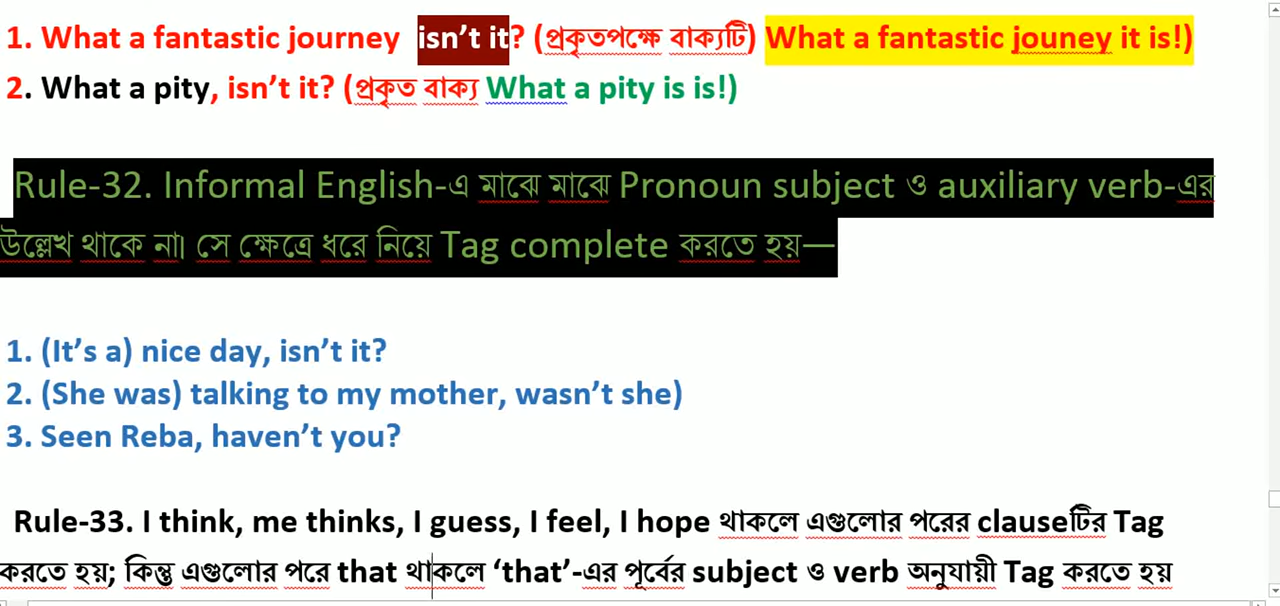 1. What a fantastic journey isn’t it? (প্রকৃতপক্ষে বাক্যটি) What a fantastic jouney it is!)
2. What a pity, isn’t it? (প্রকৃত বাক্য What a pity is is!)
Rule-32. Informal English-এ মাঝে মাঝে Pronoun subject ও auxiliary verb-এর
উল্লেখ থাকে না। সে ক্ষেত্রে ধরে নিয়ে Tag complete করতে হয়—
1. (It’s a) nice day, isn’t it?
2. (She was) talking to my mother, wasn’t she)
3. Seen Reba, haven’t you?
Rule-33. I think, me thinks, I guess, I feel, I hope থাকলে এগুলোর পরের clauseটির Tag
করতে হয়; কিন্তু এগুলোর পরে that থাকলে ‘that’-এর পূর্বের subject ও verb অনুযায়ী Tag করতে হয়